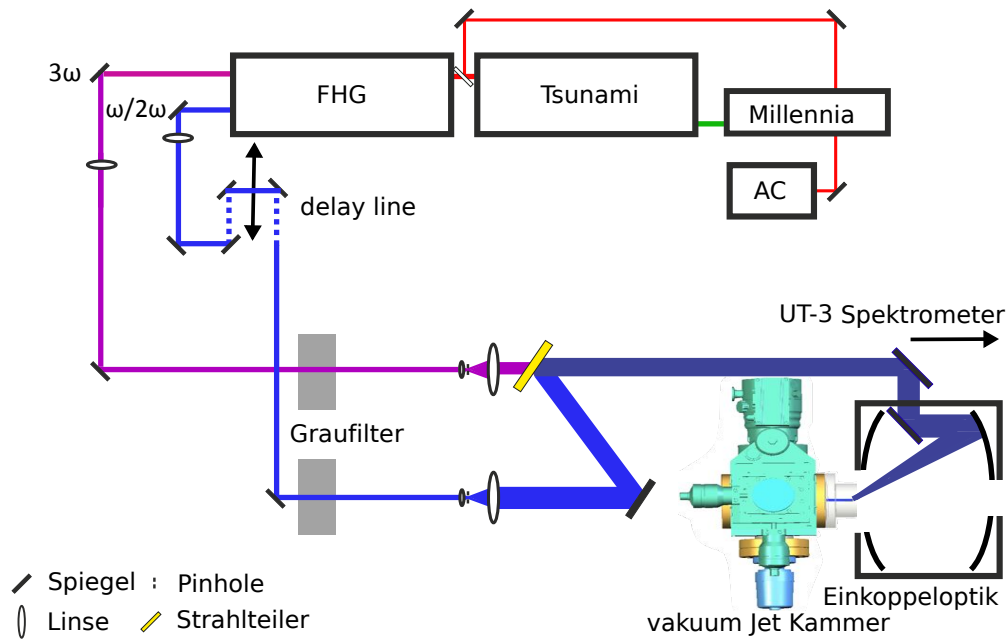 3ω
FHG
Tsunami
Millennia
ω/2ω
AC
delay line
UT-3 Spektrometer
Graufilter
Spiegel
Pinhole
Linse
Strahlteiler
vakuum Jet Kammer
Einkoppeloptik